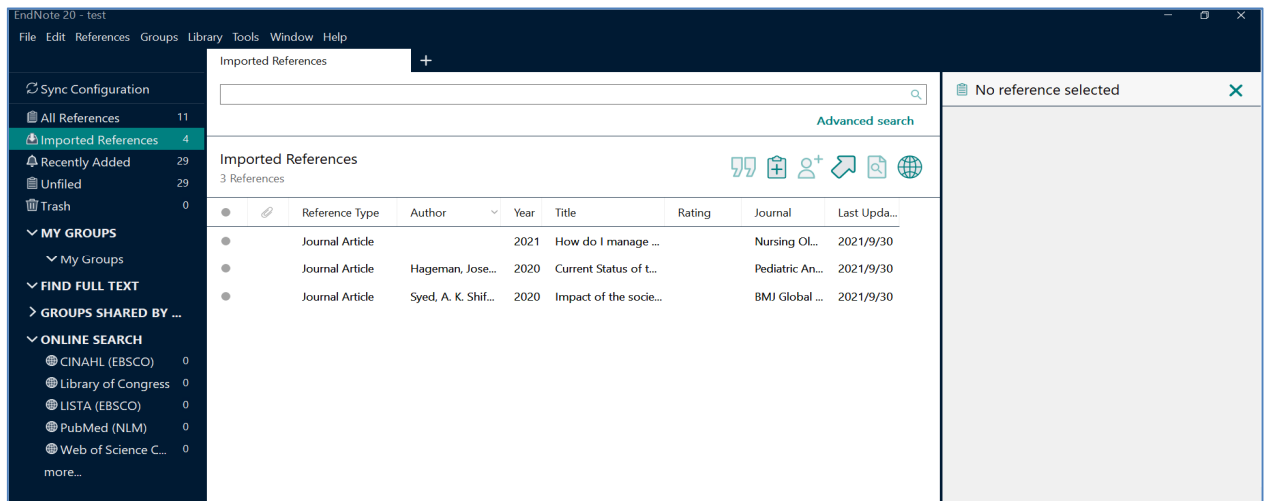 EndNote 20 - test
File Edit References Groups Library Tools Window Help
Imported References
Sync Configuration
All References 11
Imported References 4
Recently Added 29
Unfiled 29
Trash 0
MY GROUPS
My Groups
FIND FULL TEXT
GROUPS SHARED BY ...
ONLINE SEARCH
CINAHL (EBSCO) 0
Library of Congress 0
LISTA (EBSCO) 0
PubMed (NLM) 0
Web of Science C... 0
more...
Advanced search
Imported References
3 References
Reference Type Author Year Title Rating Journal Last Upda...
Journal Article 2021 How do I manage ... Nursing Ol... 2021/9/30
Journal Article Hageman, Jose... 2020 Current Status of t... Pediatric An... 2021/9/30
Journal Article Syed, A. K. Shif... 2020 Impact of the socie... BMJ Global ... 2021/9/30
No reference selected